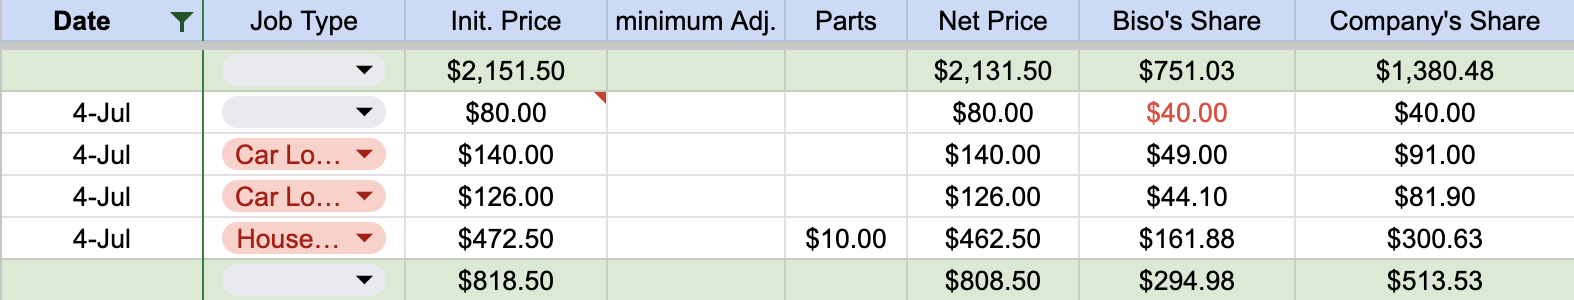 Date Job Type Init. Price minimum Adj. Parts Net Price Biso's Share Company's Share
$2,151.50 $2,131.50 $751.03 $1,380.48
4-Jul $80.00 $80.00 $40.00 $40.00
4-Jul Car Lo... $140.00 $140.00 $49.00 $91.00
4-Jul Car Lo... $126.00 $126.00 $44.10 $81.90
4-Jul House... $472.50 $10.00 $462.50 $161.88 $300.63
$818.50 $808.50 $294.98 $513.53